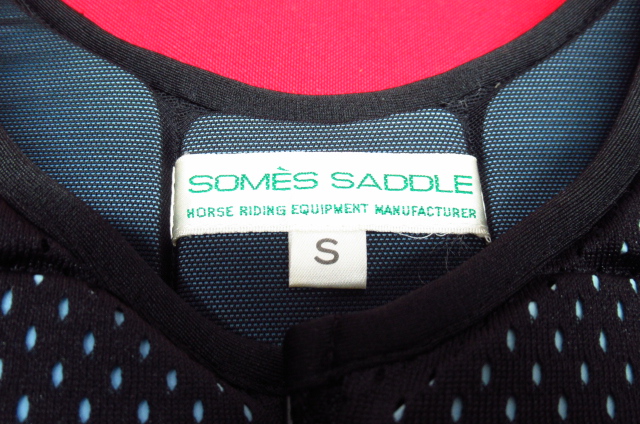 SOMÈS SADDLE
HORSE RIDING EQUIPMENT MANUFACTURER
S